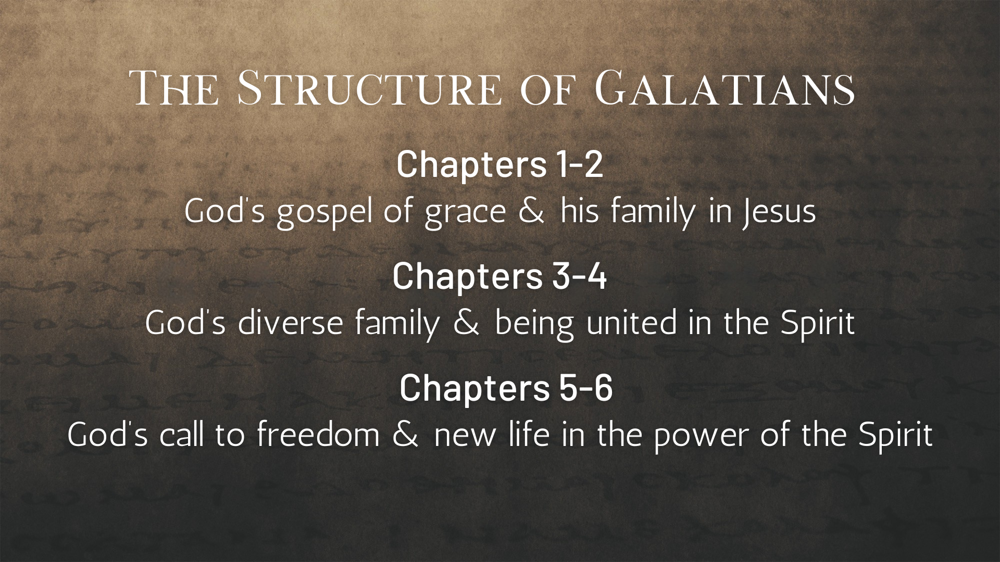 The Structure of Galatians
Chapters 1-2
God's gospel of grace & his family in Jesus
Chapters 3-4
God's diverse family & being united in the Spirit
Chapters 5-6
God's call to freedom & new life in the power of the Spirit